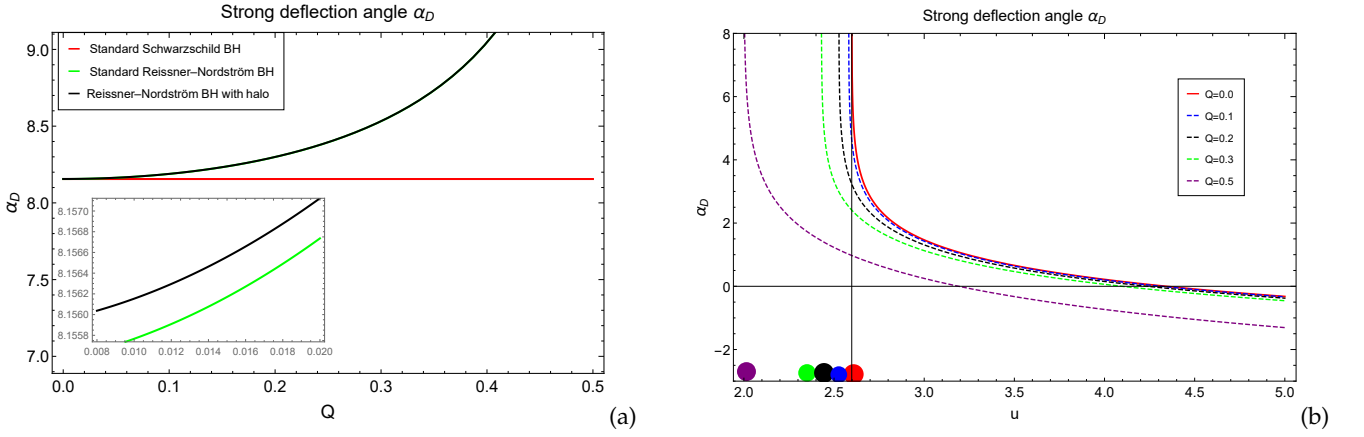 Strong deflection angle α_D
9.0
8.5
8.0
7.5
7.0
α_D
Standard Schwarzschild BH
Standard Reissner–Nordström BH
Reissner–Nordström BH with halo
8.1570
8.1568
8.1566
8.1564
8.1562
8.1560
8.1558
0.008 0.010 0.012 0.014 0.016 0.018 0.020
0.0 0.1 0.2 0.3 0.4 0.5
Q
(a)
Strong deflection angle α_D
8
6
4
2
0
−2
α_D
Q=0.0
Q=0.1
Q=0.2
Q=0.3
Q=0.5
2.0 2.5 3.0 3.5 4.0 4.5 5.0
u
(b)